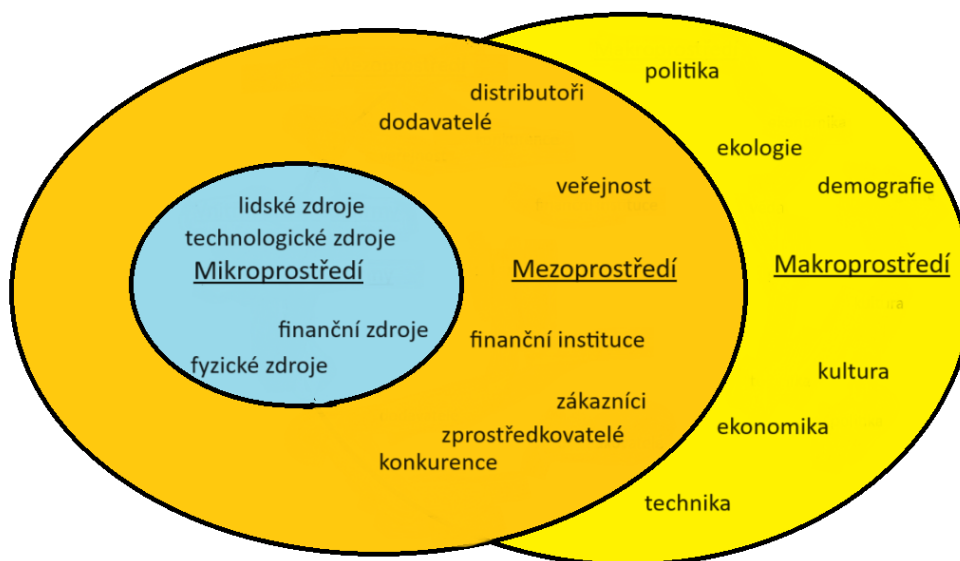 politika
distributoři
dodavatelé
ekologie
veřejnost
demografie
lidské zdroje
technologické zdroje
Mikroprostředí
Mezoprostředí
Makroprostředí
finanční zdroje
finanční instituce
fyzické zdroje
kultura
zákazníci
ekonomika
zprostředkovatelé
konkurence
technika